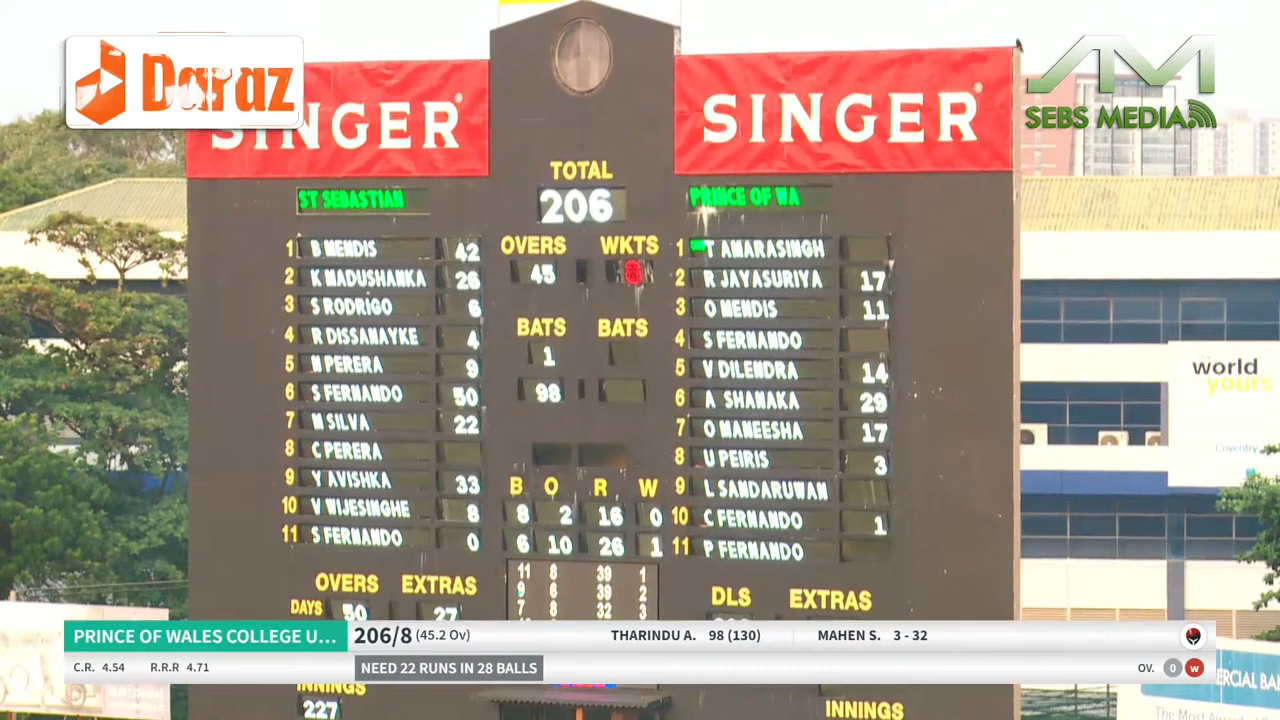 Daraz
SINGER®
SINGER®
SEBS MEDIA
TOTAL
206
ST SEBASTIAN
PRINCE OF WA
OVERS WKTS
45 8
1 B MENDIS 42
2 K MADUSHANKA 26
3 S RODRIGO 6
4 R DISSANAYKE 4
5 N PERERA 9
6 S FERNANDO 50
7 M SILVA 22
8 C PERERA
9 Y AVISHKA 33
10 V WIJESINGHE 8
11 S FERNANDO 0
BATS BATS
1
98
1 T AMARASINGH
2 R JAYASURIYA 17
3 O MENDIS 11
4 S FERNANDO
5 V DILENDRA 14
6 A SHANAKA 29
7 O MANEESHA 17
8 U PEIRIS 3
9 L SANDARUWAN
10 C FERNANDO 1
11 P FERNANDO
B O R W
8 2 16 0
6 10 26 1
11 8 39 1
9 6 39 2
7 8 32 3
OVERS EXTRAS
DAYS 50 27
DLS EXTRAS
world
yours
Coventry
PRINCE OF WALES COLLEGE U... 206/8 (45.2 Ov) THARINDU A. 98 (130) MAHEN S. 3 - 32
C.R. 4.54 R.R.R 4.71 NEED 22 RUNS IN 28 BALLS OV. 0 W
INNINGS
227
INNINGS
ERCIAL BAN
The Most Awarded